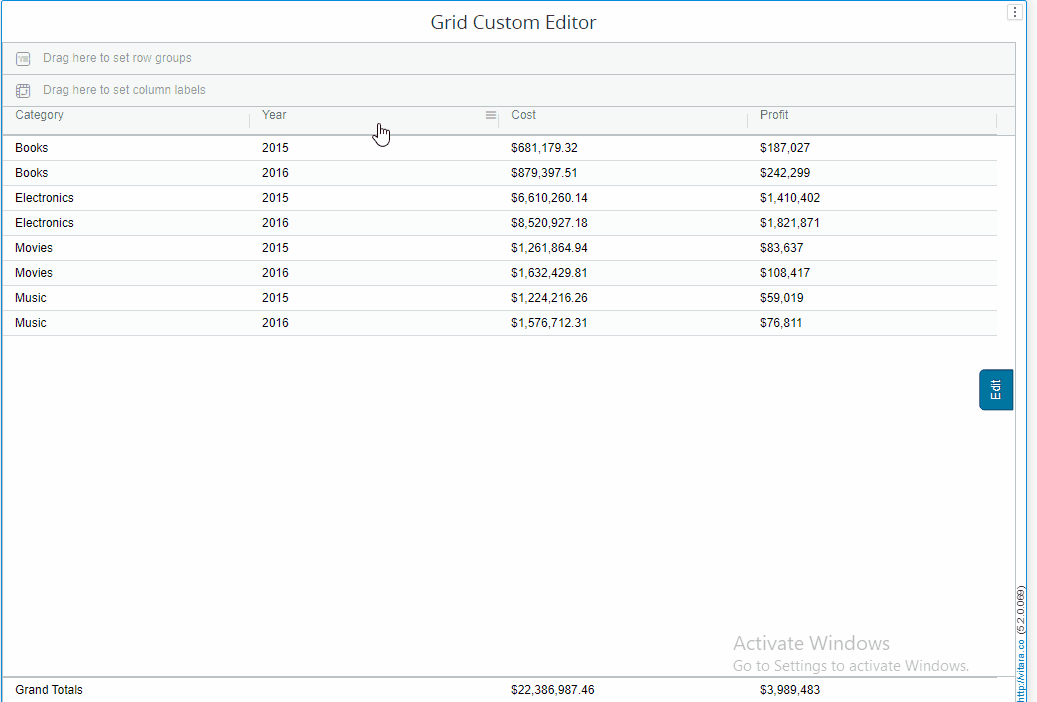 Grid Custom Editor
Drag here to set row groups
Drag here to set column labels
Category Year Cost Profit
Books 2015 $681,179.32 $187,027
Books 2016 $879,397.51 $242,299
Electronics 2015 $6,610,260.14 $1,410,402
Electronics 2016 $8,520,927.18 $1,821,871
Movies 2015 $1,261,864.94 $83,637
Movies 2016 $1,632,429.81 $108,417
Music 2015 $1,224,216.26 $59,019
Music 2016 $1,576,712.31 $76,811
Edit
Activate Windows
Go to Settings to activate Windows.
Grand Totals $22,386,987.46 $3,989,483
http://vitara.co (5.2.0.069)